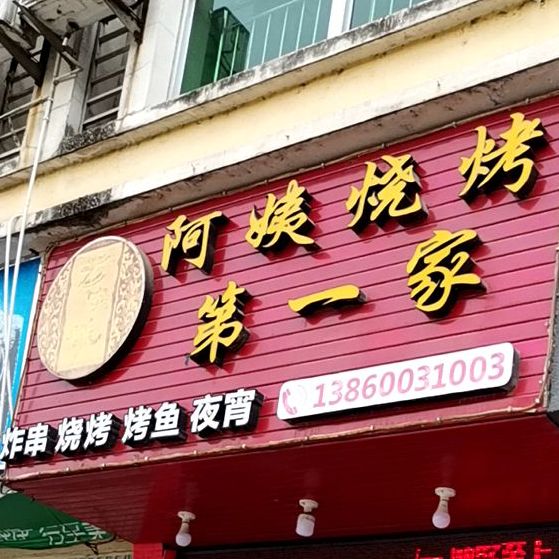 阿姨烧烤
第一家
炸串 烧烤 烤鱼 夜宵
13860031003